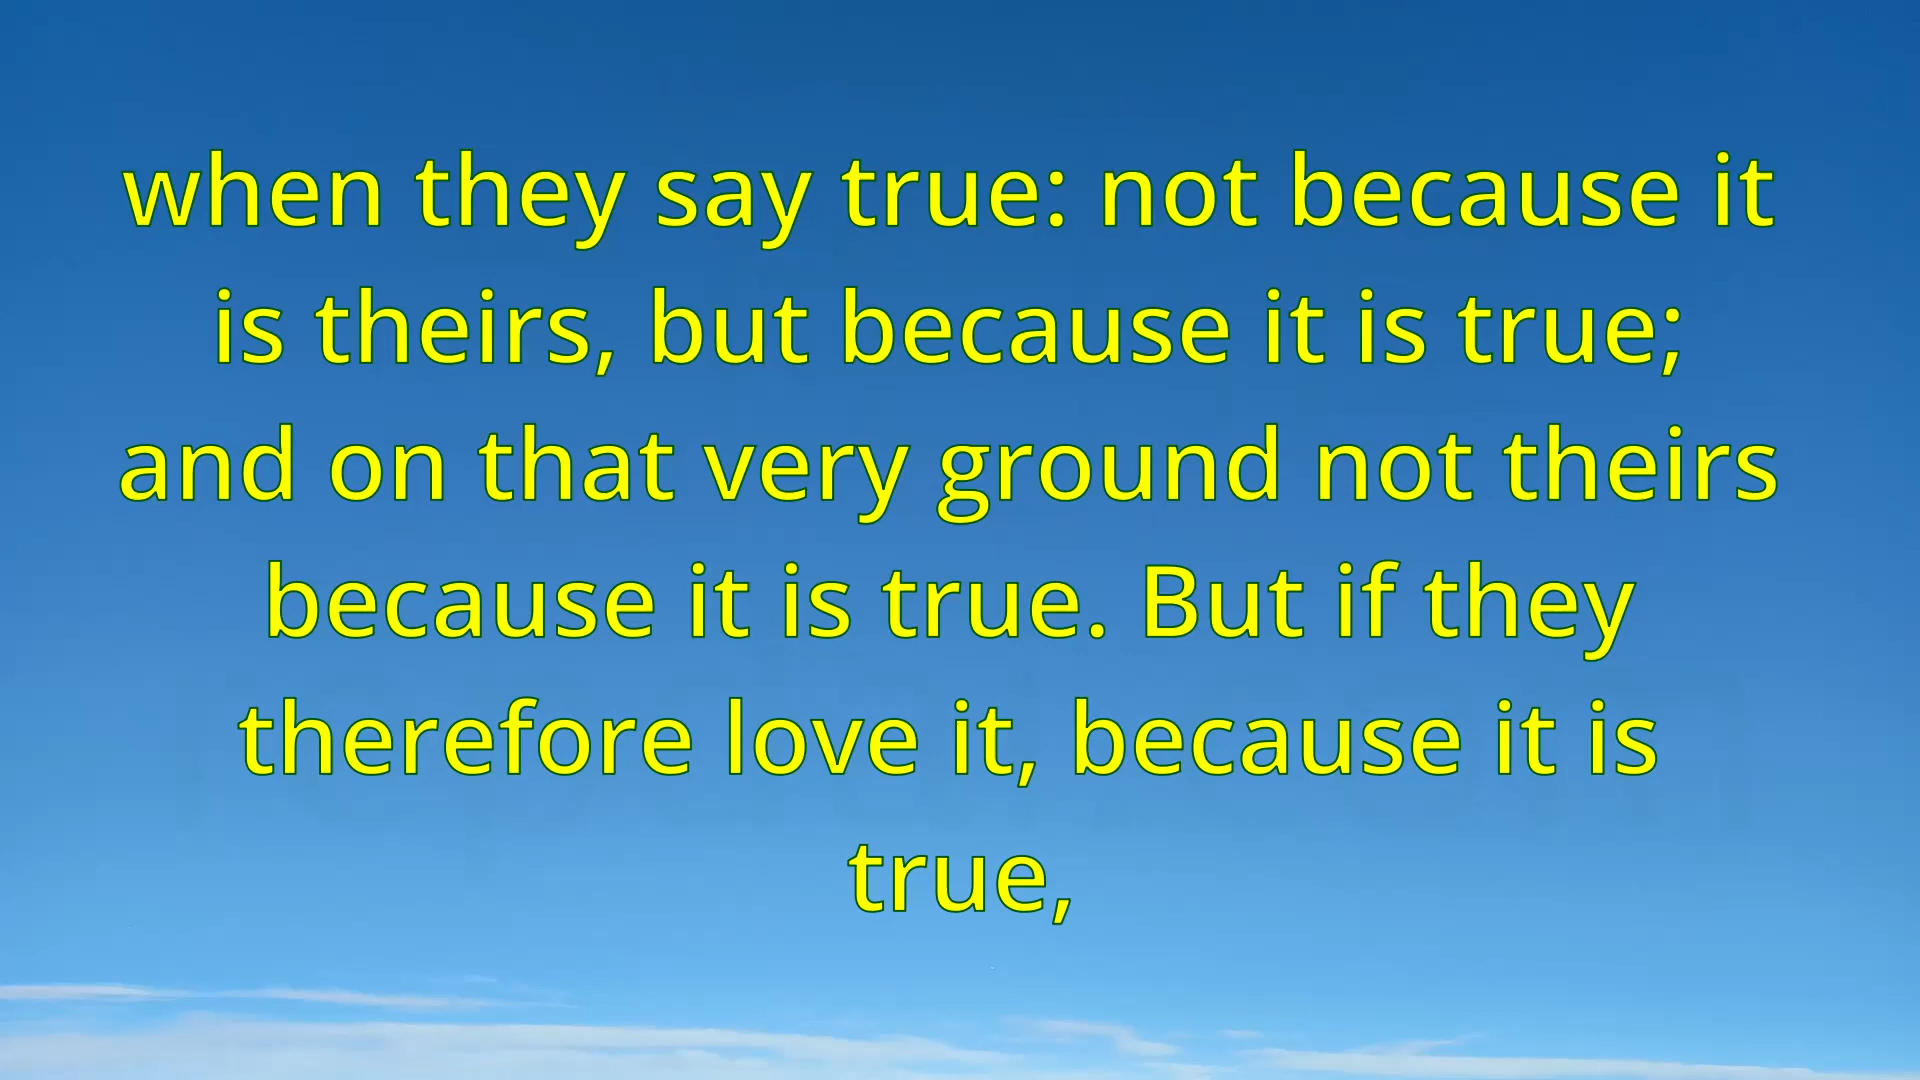 when they say true: not because it
is theirs, but because it is true;
and on that very ground not theirs
because it is true. But if they
therefore love it, because it is
true,